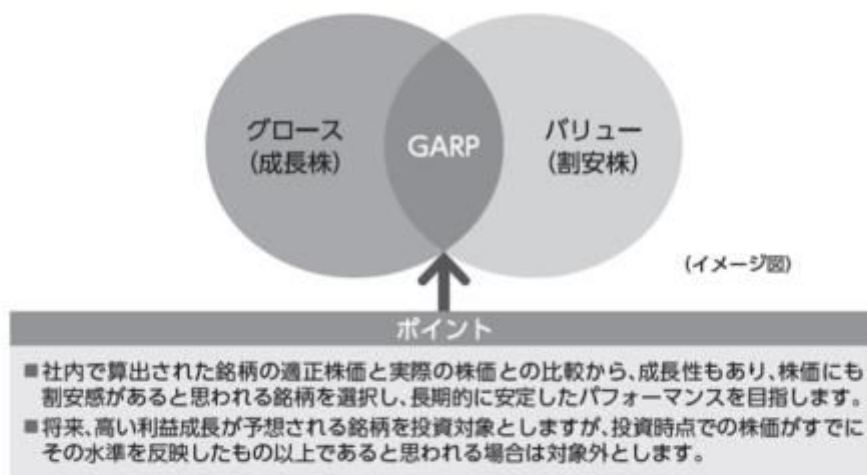 グロース
(成長株)
GARP
バリュー
(割安株)
(イメージ図)
ポイント
■社内で算出された銘柄の適正株価と実際の株価との比較から、成長性もあり、株価にも
割安感があると思われる銘柄を選択し、長期的に安定したパフォーマンスを目指します。
■将来、高い利益成長が予想される銘柄を投資対象としますが、投資時点での株価がすでに
その水準を反映したもの以上であると思われる場合は対象外とします。